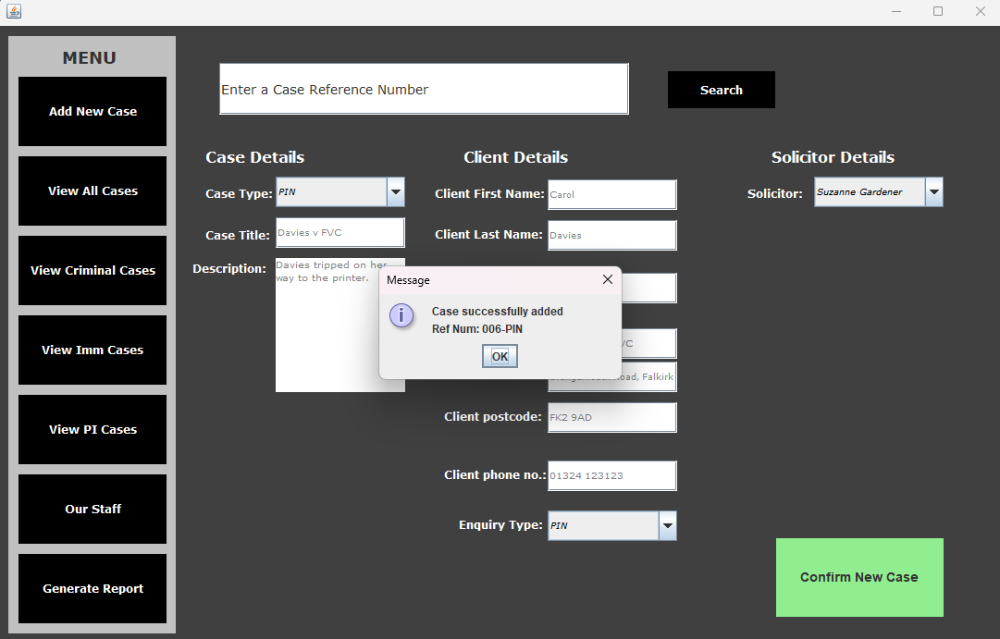 MENU
Add New Case
View All Cases
View Criminal Cases
View Imm Cases
View PI Cases
Our Staff
Generate Report
Enter a Case Reference Number
Search
Case Details
Case Type:
PIN
Case Title:
Davies v FVC
Description:
Davies tripped on her
way to the printer.
Client Details
Client First Name:
Carol
Client Last Name:
Davies
VC
Road, Falkirk
Client postcode:
FK2 9AD
Client phone no.:
01324 123123
Enquiry Type:
PIN
Solicitor Details
Solicitor:
Suzanne Gardener
Message
Case successfully added
Ref Num: 006-PIN
OK
Confirm New Case